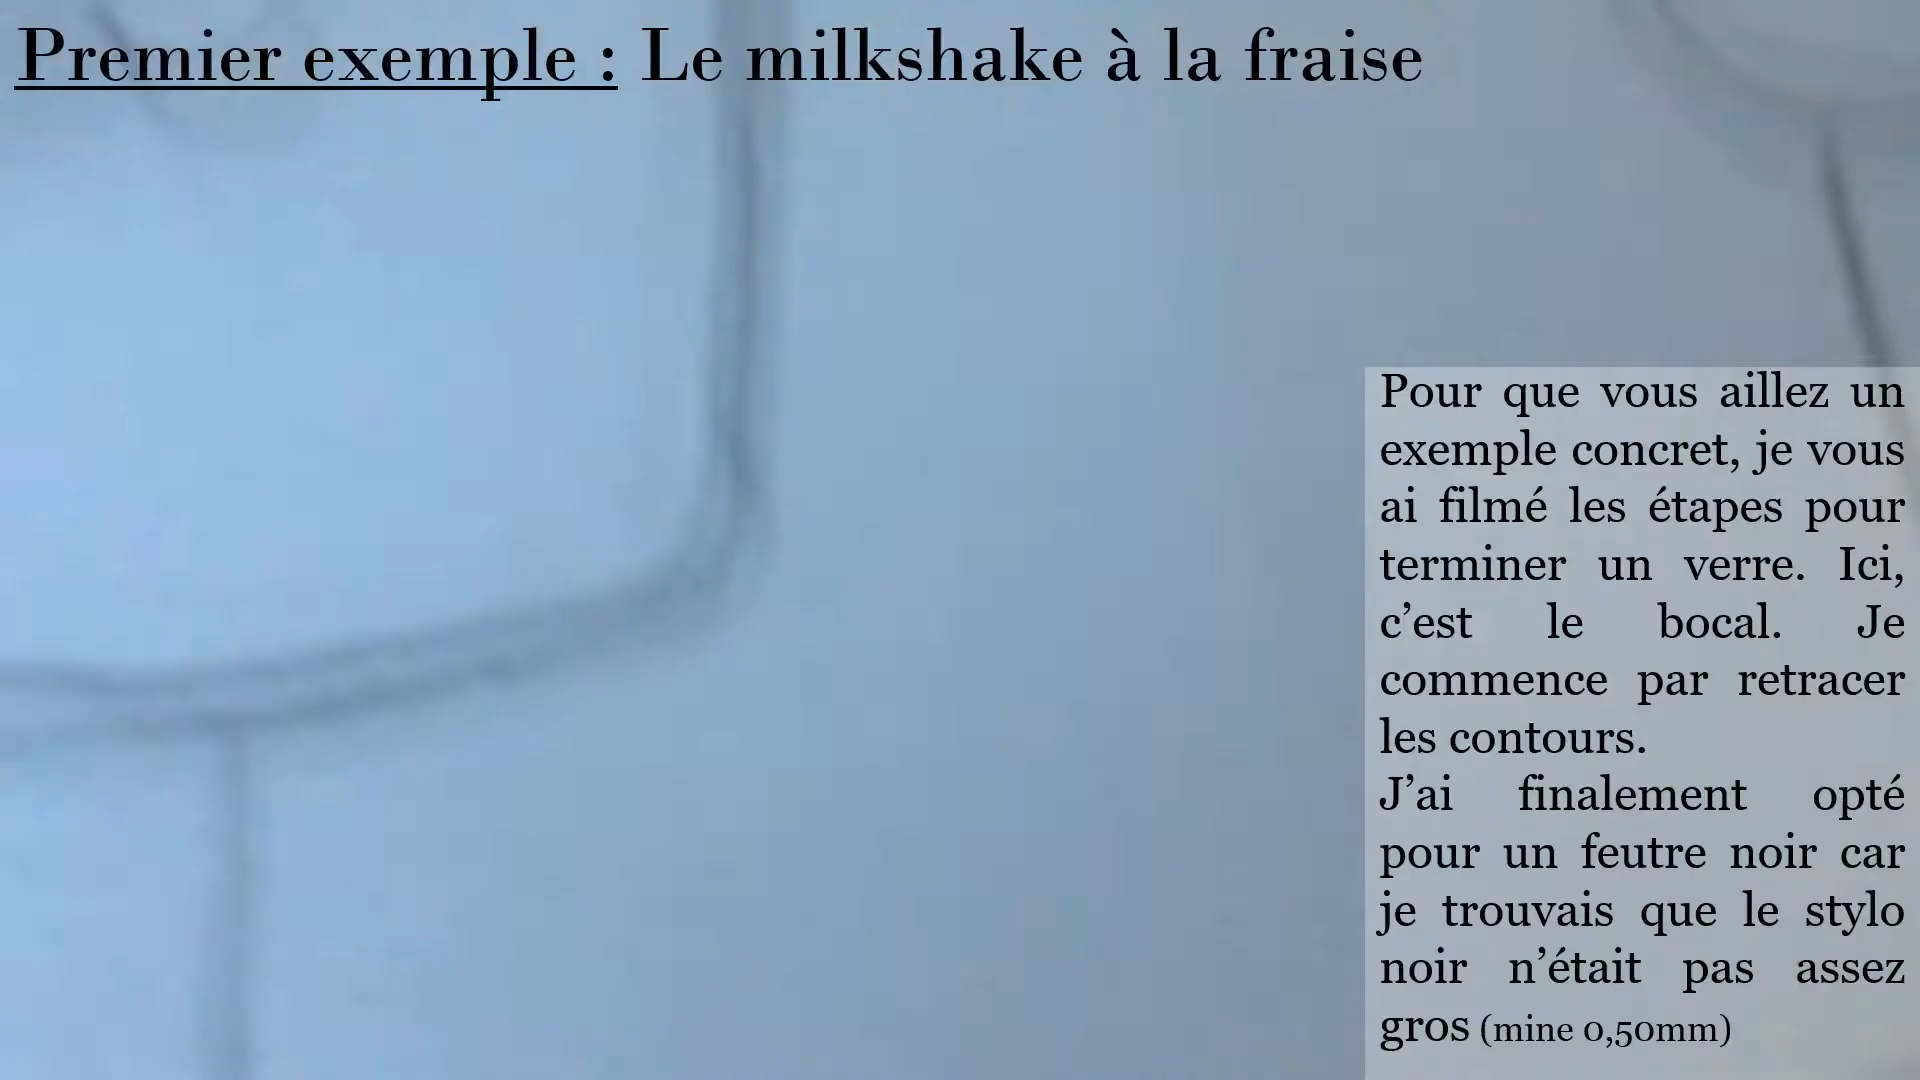 Premier exemple : Le milkshake à la fraise
Pour que vous aillez un
exemple concret, je vous
ai filmé les étapes pour
terminer un verre. Ici,
c’est le bocal. Je
commence par retracer
les contours.
J’ai finalement opté
pour un feutre noir car
je trouvais que le stylo
noir n’était pas assez
gros (mine 0,50mm)